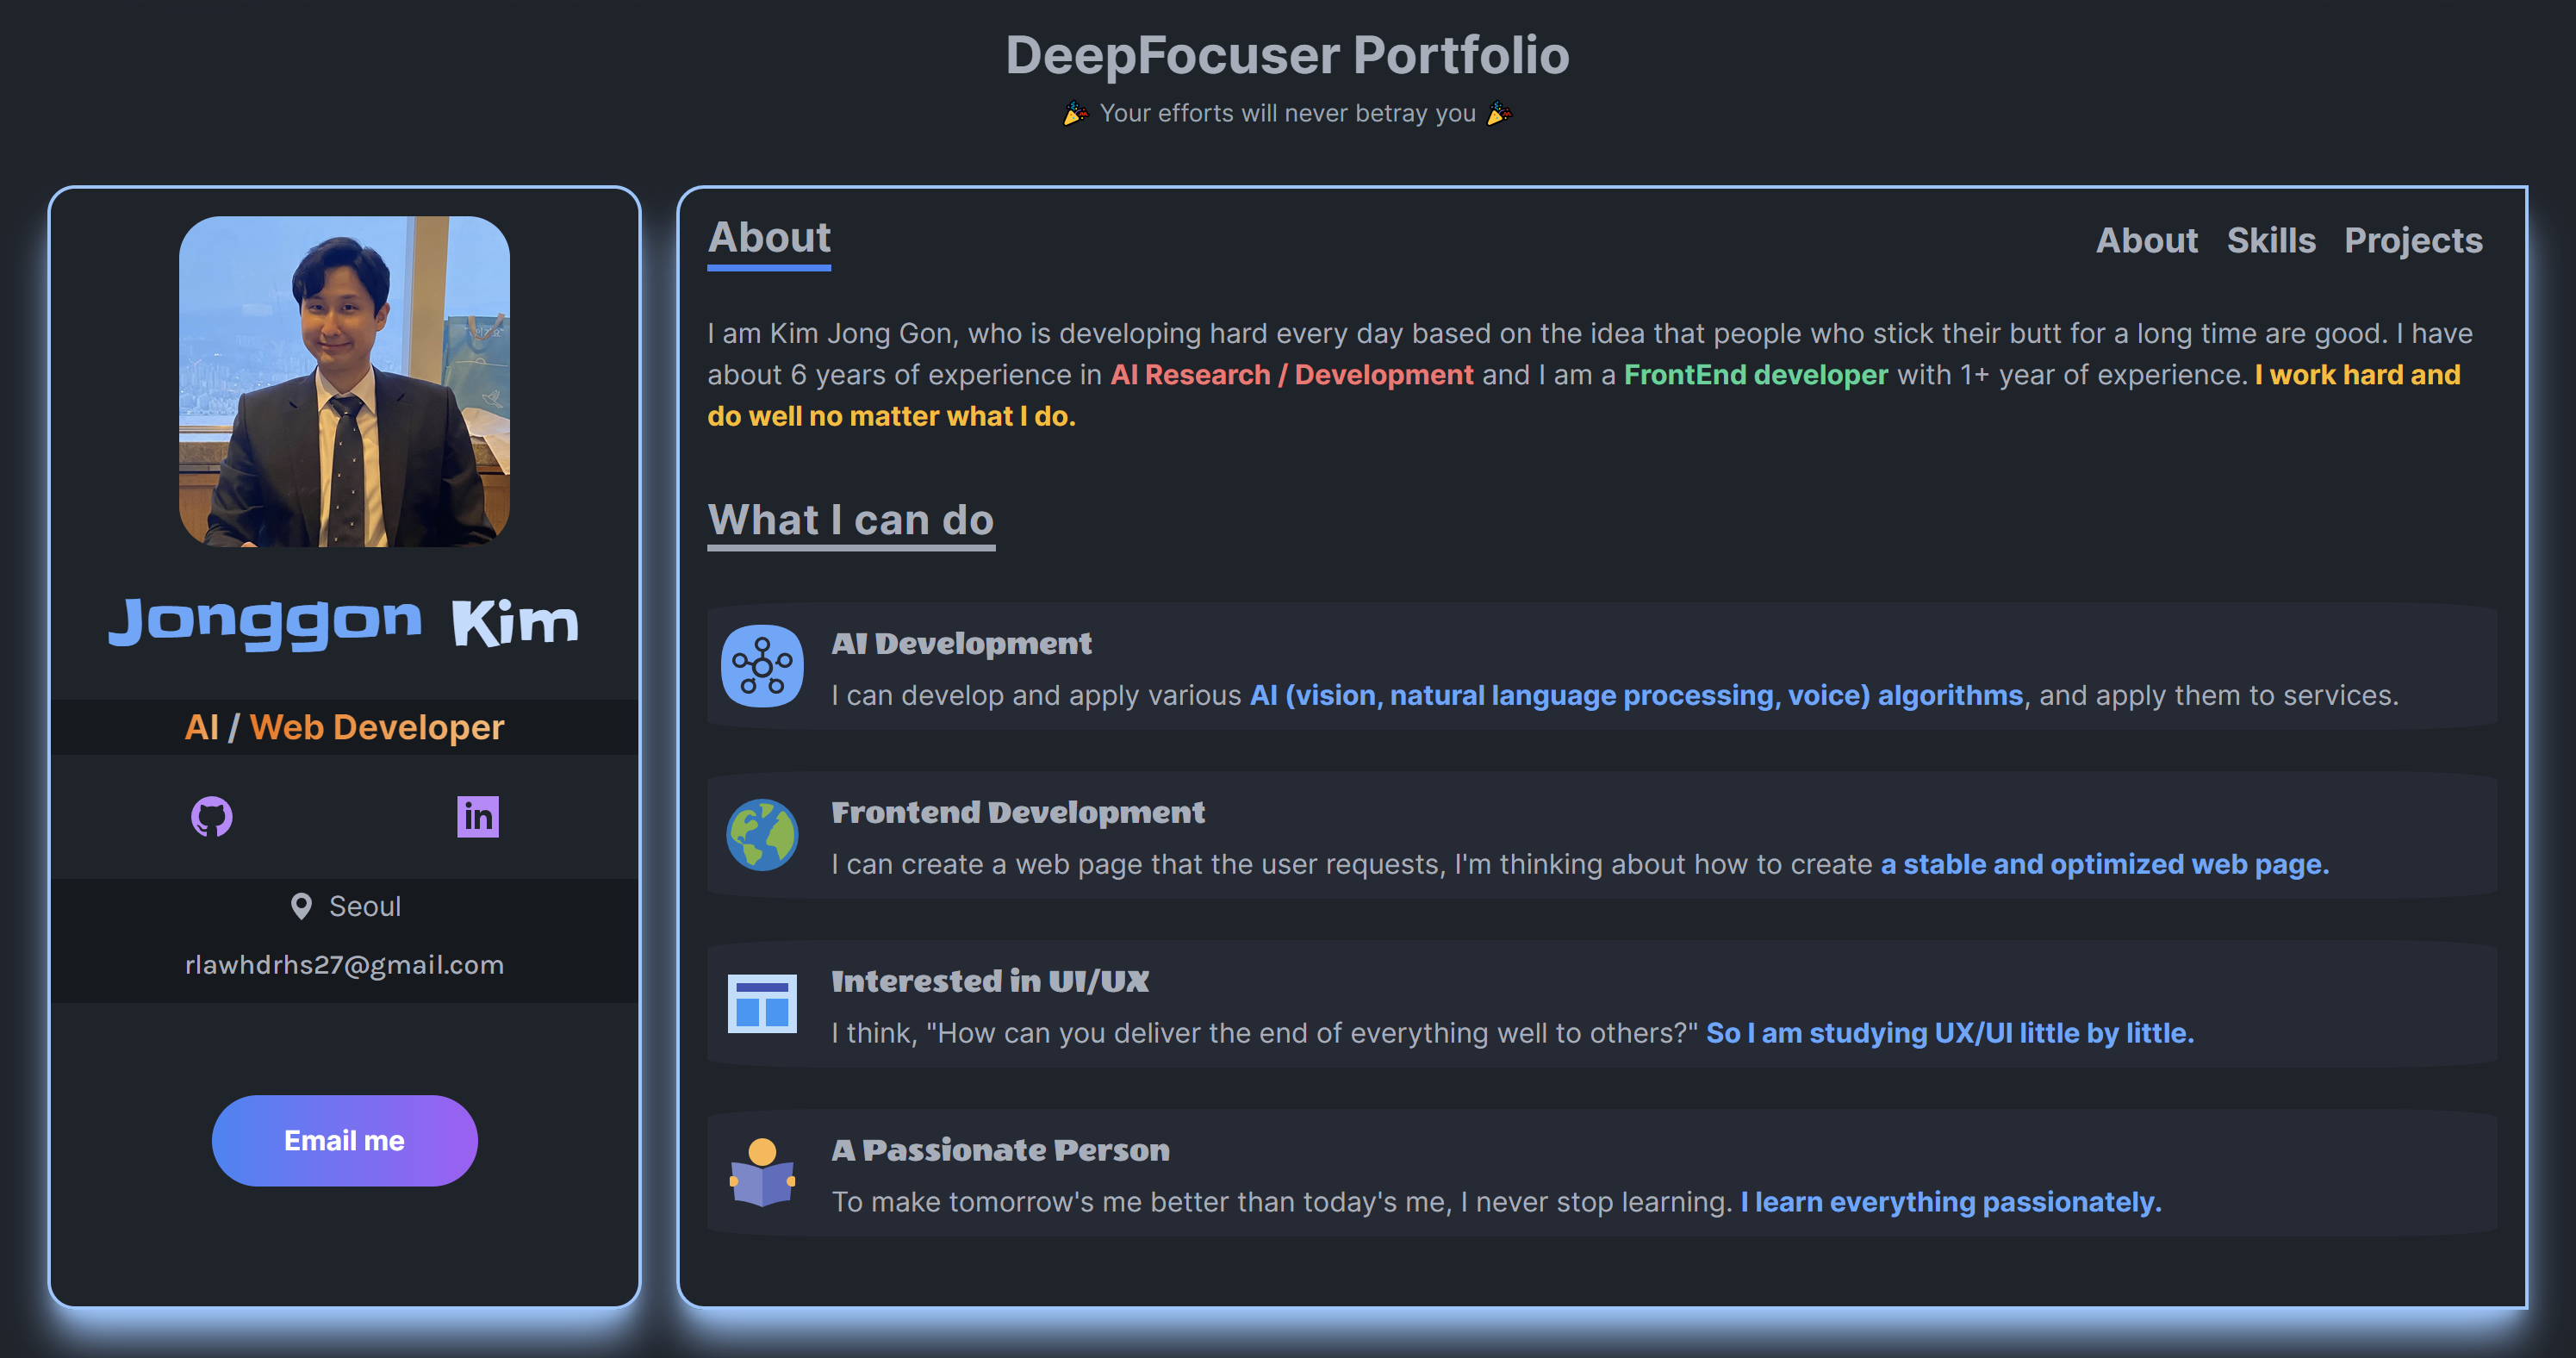 DeepFocuser Portfolio
🎉 Your efforts will never betray you 🎉
Jonggon Kim
AI / Web Developer
in
Seoul
rlawhdrhs27@gmail.com
Email me
About
About Skills Projects
I am Kim Jong Gon, who is developing hard every day based on the idea that people who stick their butt for a long time are good. I have
about 6 years of experience in AI Research / Development and I am a FrontEnd developer with 1+ year of experience. I work hard and
do well no matter what I do.
What I can do
AI Development
I can develop and apply various AI (vision, natural language processing, voice) algorithms, and apply them to services.
Frontend Development
I can create a web page that the user requests, I'm thinking about how to create a stable and optimized web page.
Interested in UI/UX
I think, "How can you deliver the end of everything well to others?" So I am studying UX/UI little by little.
A Passionate Person
To make tomorrow's me better than today's me, I never stop learning. I learn everything passionately.